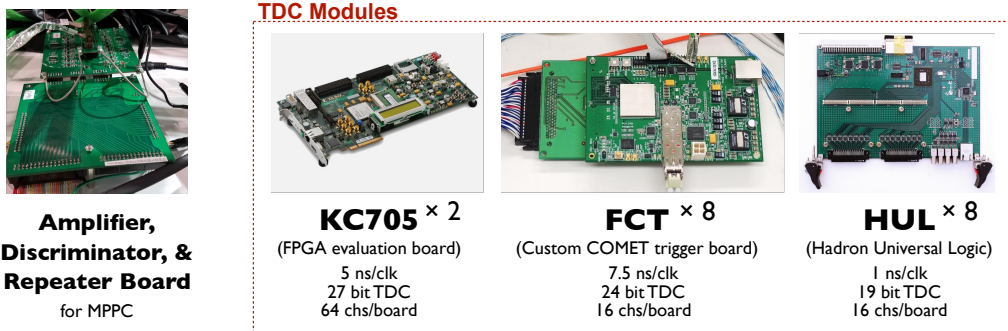 TDC Modules
Amplifier,
Discriminator, &
Repeater Board
for MPPC
KC705 × 2
(FPGA evaluation board)
5 ns/clk
27 bit TDC
64 chs/board
FCT × 8
(Custom COMET trigger board)
7.5 ns/clk
24 bit TDC
16 chs/board
HUL × 8
(Hadron Universal Logic)
1 ns/clk
19 bit TDC
16 chs/board